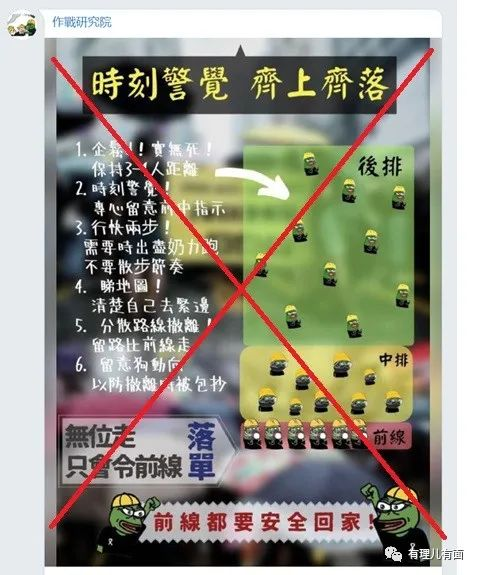 作戰研究院
時刻警覺 齊上齊落
1. 企鬆!! 實無死!
保持3-4人距離
2. 時刻警覺!
專心留意前中指示
3. 行快兩步!
需要時出盡奶力跑
不要散步節奏
4. 睇地圖!
清楚自己去緊邊
5. 分散路線撤離!
留路比前線走
6. 留意狗動向
以防撤離時被包抄
後排
中排
前線
無位走
只會令前線
落單
前線都要安全回家!
有理儿有面